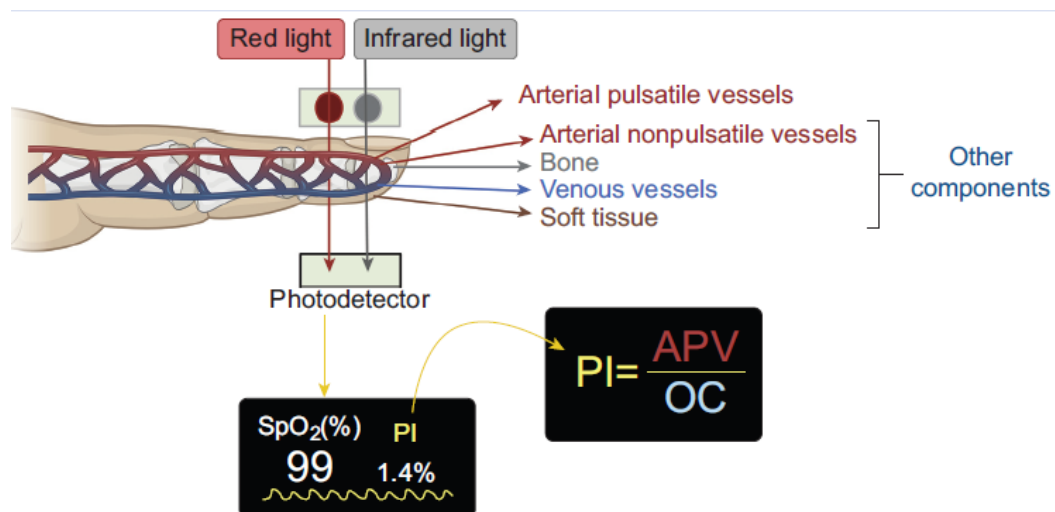 Red light
Infrared light
Arterial pulsatile vessels
Arterial nonpulsatile vessels
Bone
Venous vessels
Soft tissue
Other
components
Photodetector
PI=
APV
OC
SpO₂(%)
PI
99
1.4%